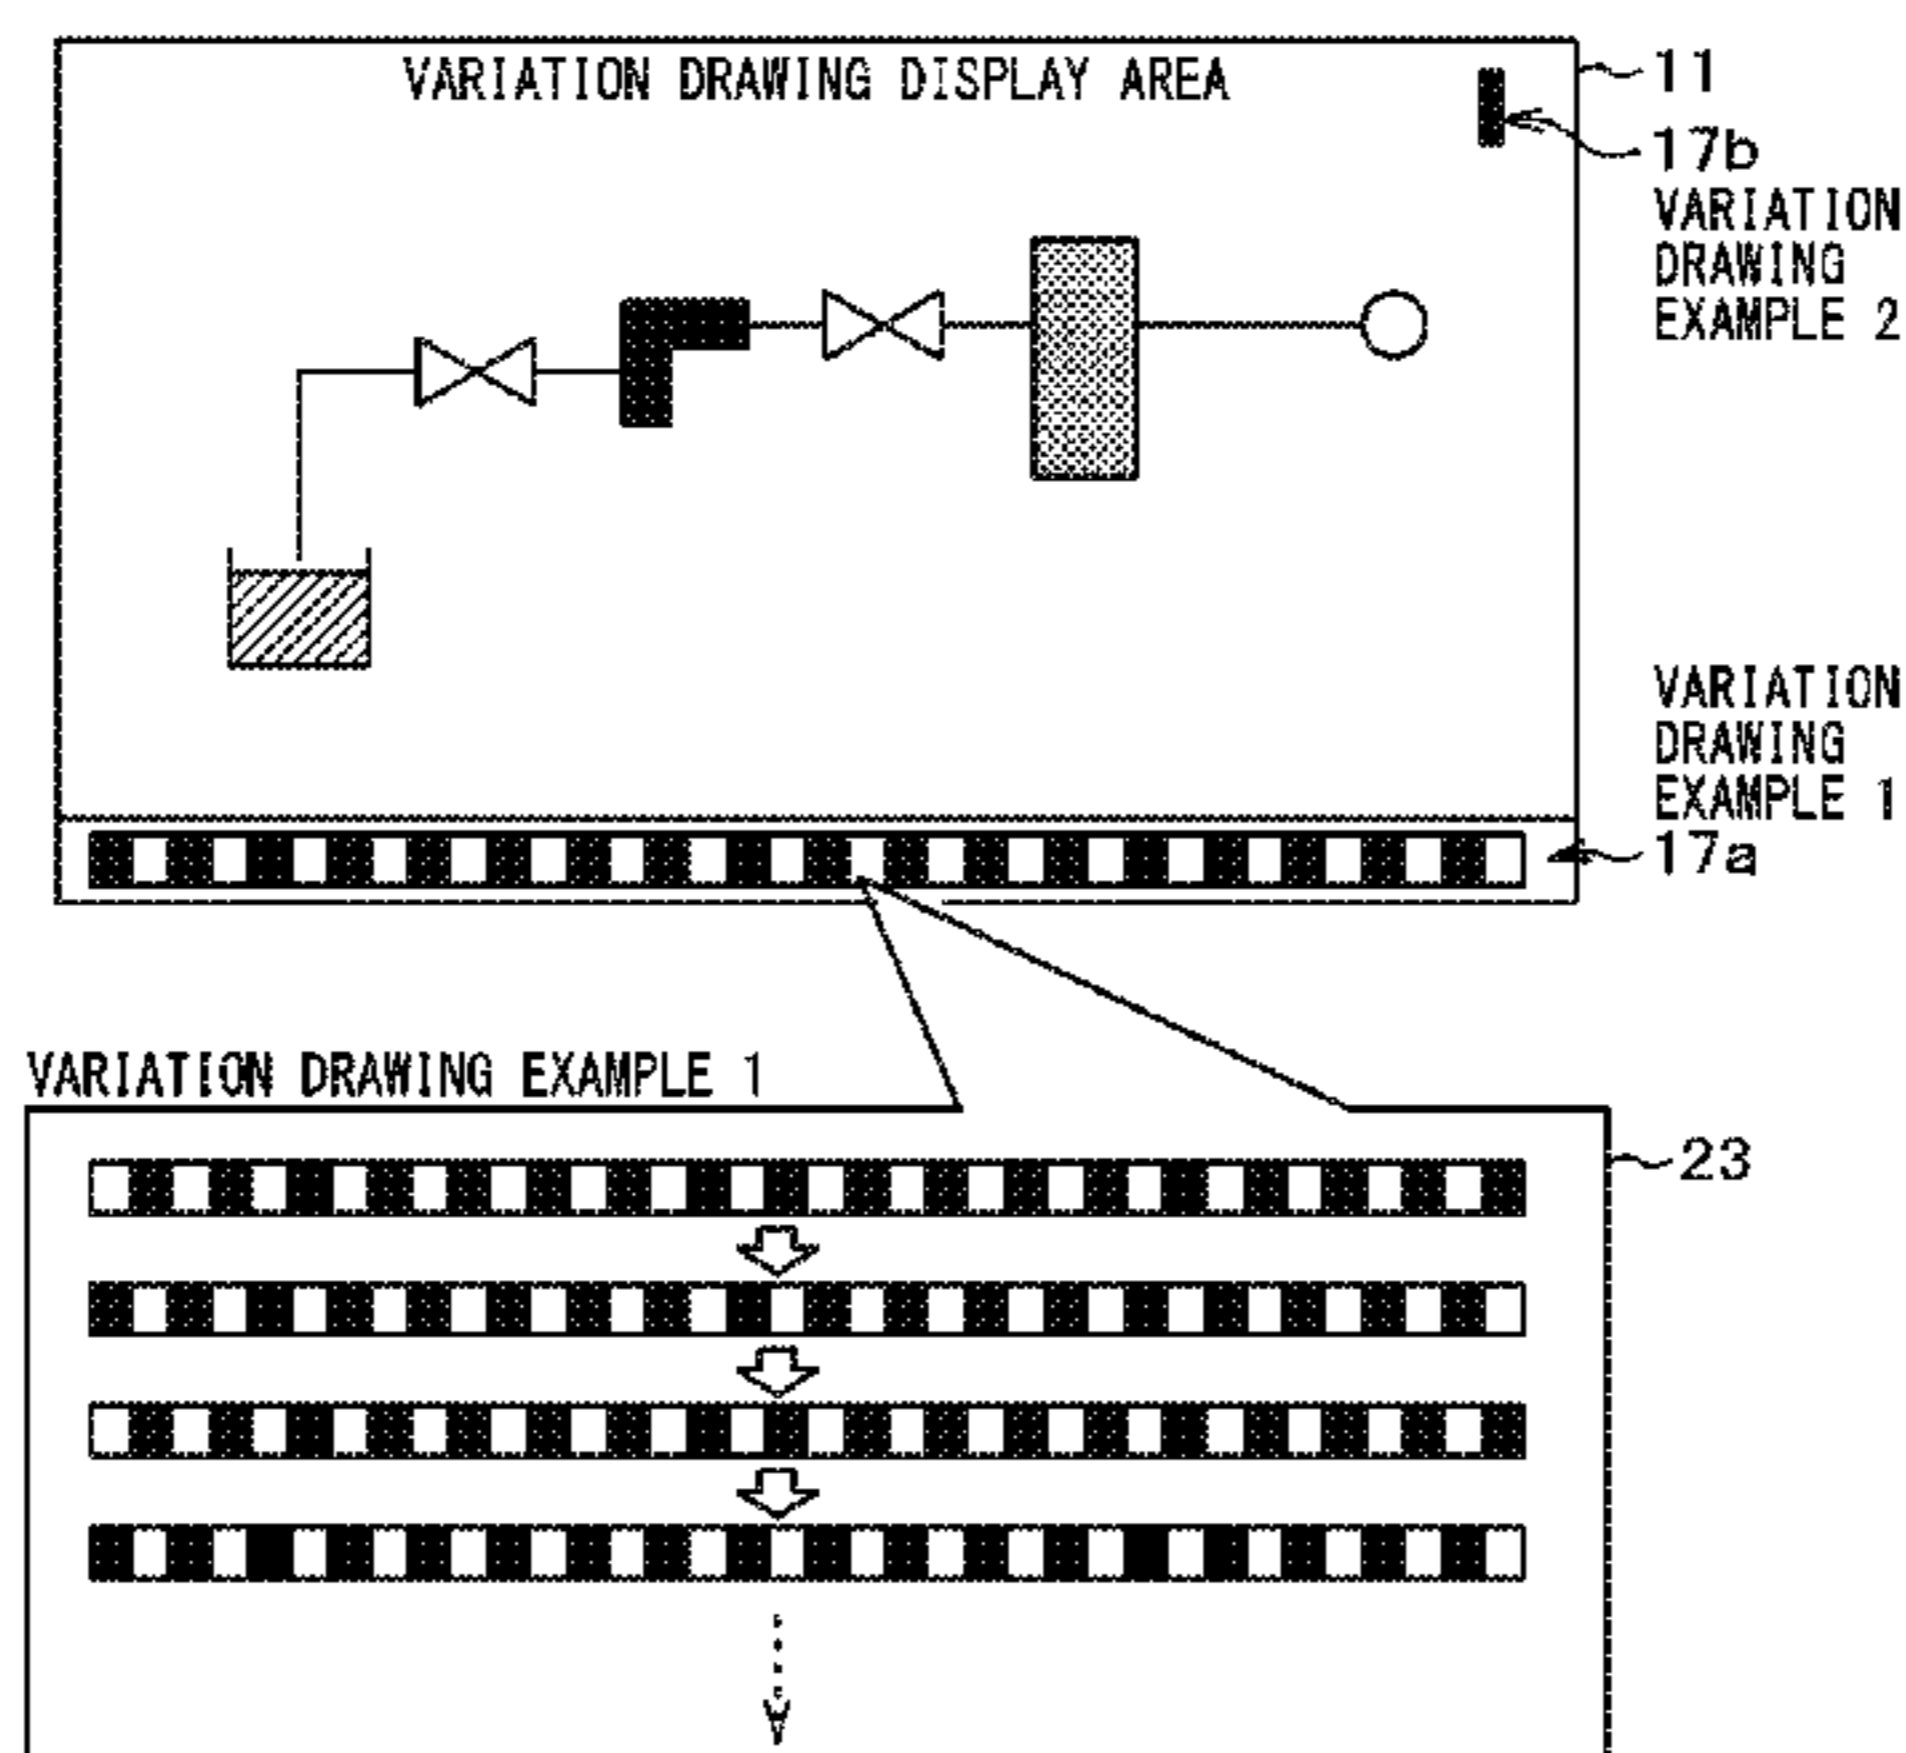 VARIATION DRAWING DISPLAY AREA
11
17b
VARIATION
DRAWING
EXAMPLE 2
VARIATION
DRAWING
EXAMPLE 1
17a
VARIATION DRAWING EXAMPLE 1
23